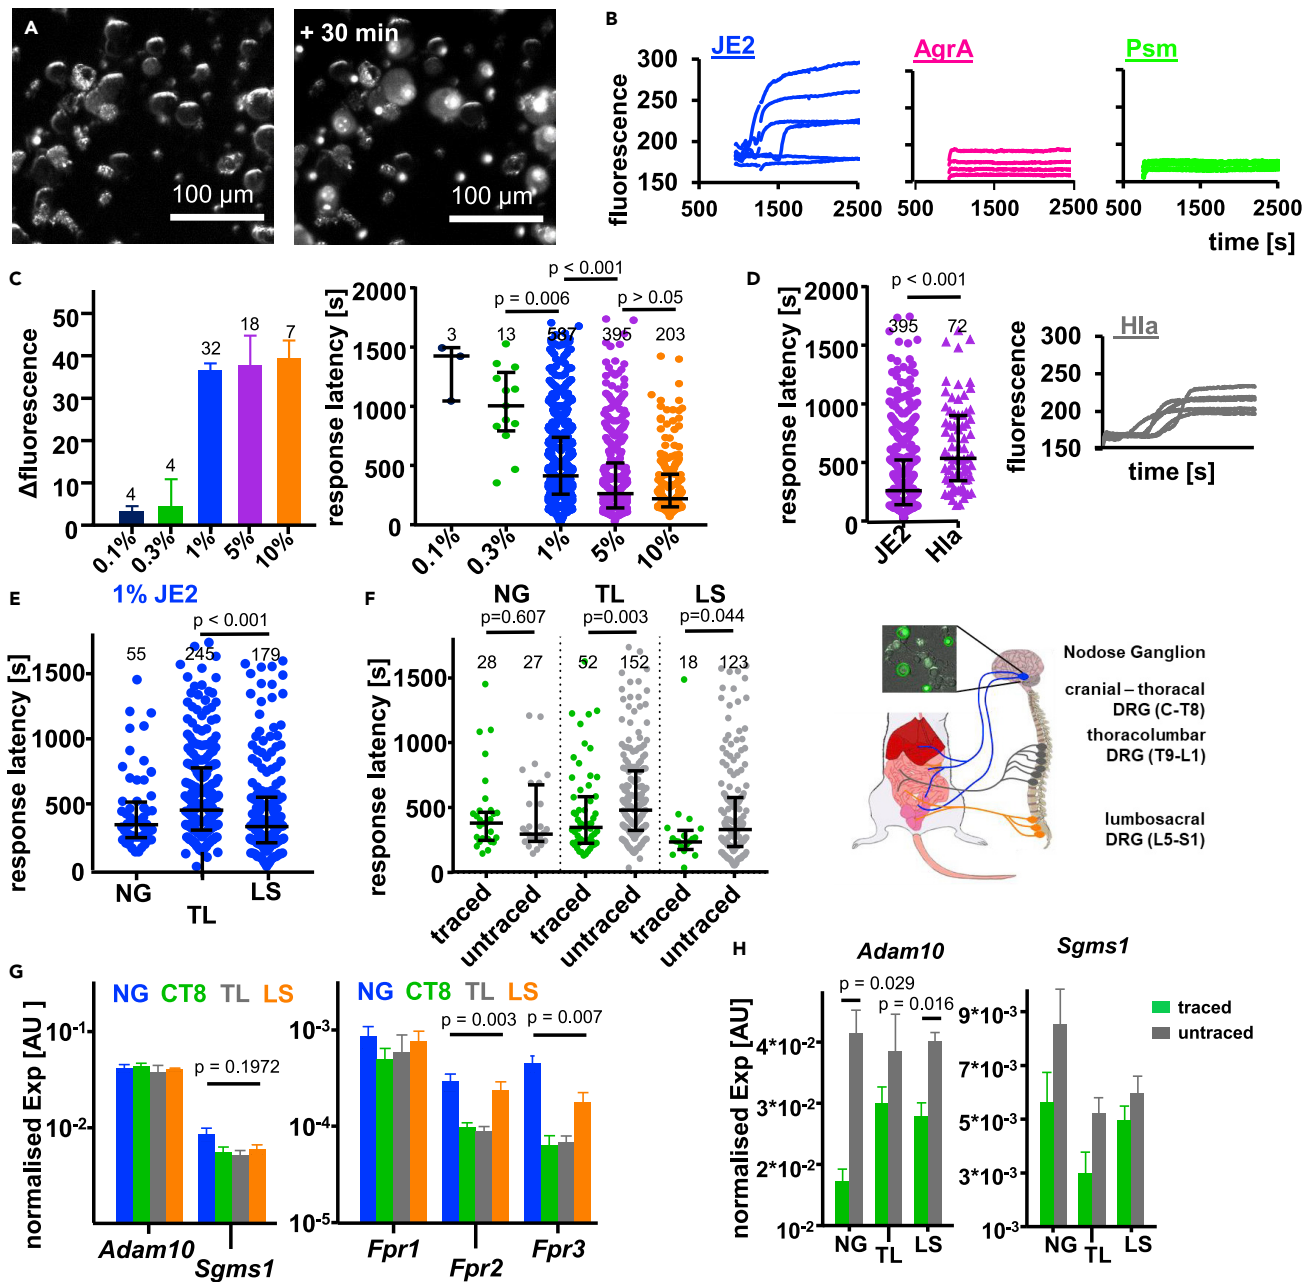 A
+ 30 min
100 µm
100 µm
B
JE2
AgrA
Psm
fluorescence
300
250
200
150
500
1500
2500
500
1500
2500
500
1500
2500
time [s]
C
Δfluorescence
50
40
30
20
10
0
4
4
32
18
7
0.1%
0.3%
1%
5%
10%
response latency [s]
2000
1500
1000
500
0
p < 0.001
p = 0.006
p > 0.05
3
13
587
395
203
0.1%
0.3%
1%
5%
10%
D
response latency [s]
2000
1500
1000
500
0
p < 0.001
395
72
JE2
Hla
Hla
fluorescence
300
250
200
150
time [s]
E
1% JE2
response latency [s]
1500
1000
500
0
p < 0.001
55
245
179
NG
TL
LS
F
NG
TL
LS
p=0.607
p=0.003
p=0.044
response latency [s]
1500
1000
500
0
28
27
52
152
18
123
traced
untraced
traced
untraced
traced
untraced
Nodose Ganglion
cranial – thoracal
DRG (C-T8)
thoracolumbar
DRG (T9-L1)
lumbosacral
DRG (L5-S1)
G
normalised Exp [AU]
NG CT8 TL LS
10⁻¹
10⁻²
p = 0.1972
Adam10
Sgms1
NG CT8 TL LS
10⁻³
10⁻⁴
10⁻⁵
p = 0.003
p = 0.007
Fpr1
Fpr2
Fpr3
H
Adam10
normalised Exp [AU]
4*10⁻²
3*10⁻²
2*10⁻²
10⁻²
p = 0.029
p = 0.016
NG
TL
LS
Sgms1
9*10⁻³
7*10⁻³
5*10⁻³
3*10⁻³
10⁻³
NG
TL
LS
traced
untraced